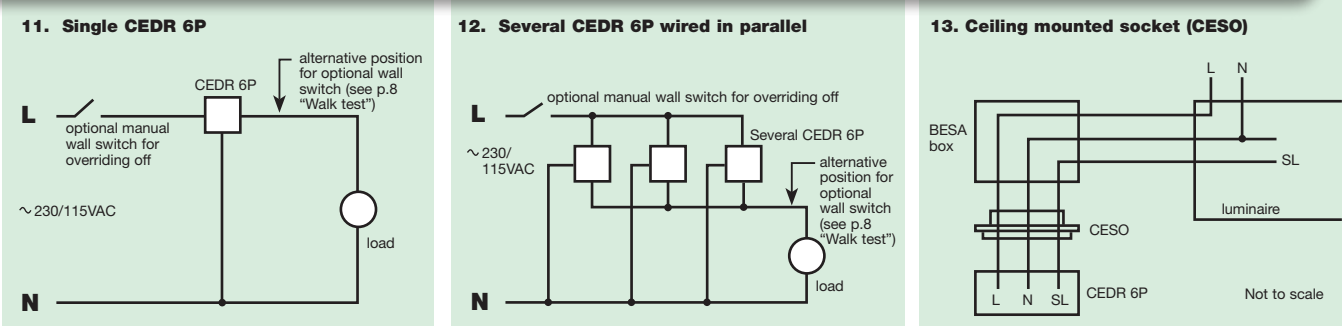 11. Single CEDR 6P
alternative position
for optional wall
switch (see p.8
“Walk test”)
CEDR 6P
L
optional manual
wall switch for
overriding off
~230/115VAC
load
N
12. Several CEDR 6P wired in parallel
optional manual wall switch for overriding off
L
Several CEDR 6P
~230/
115VAC
alternative
position for
optional
wall switch
(see p.8
“Walk test”)
load
N
13. Ceiling mounted socket (CESO)
L N
BESA
box
SL
luminaire
CESO
L N SL
CEDR 6P
Not to scale